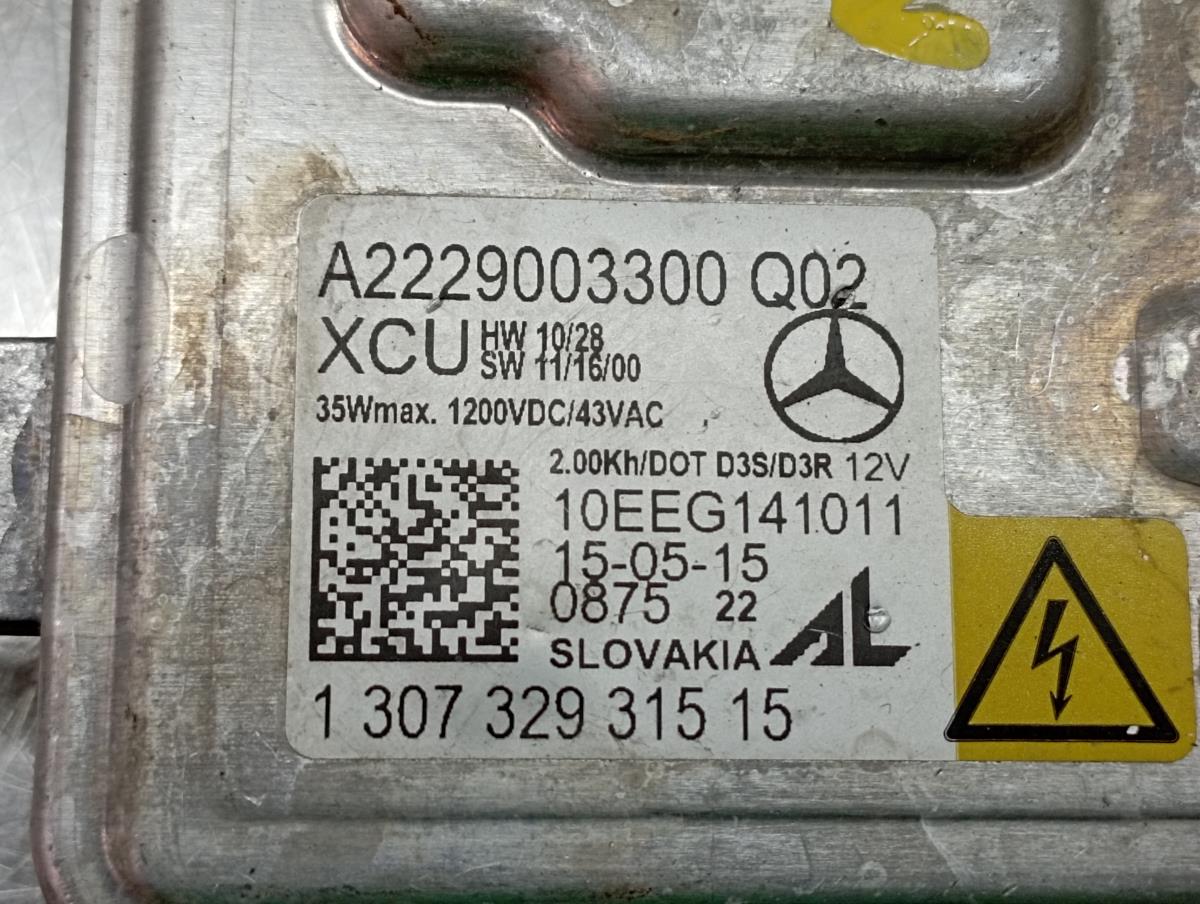 A2229003300 Q02
XCU HW 10/28
SW 11/16/00
35Wmax. 1200VDC/43VAC
2.00Kh/DOT D3S/D3R 12V
10EEG141011
15-05-15
0875 22
SLOVAKIA AL
1 307 329 315 15